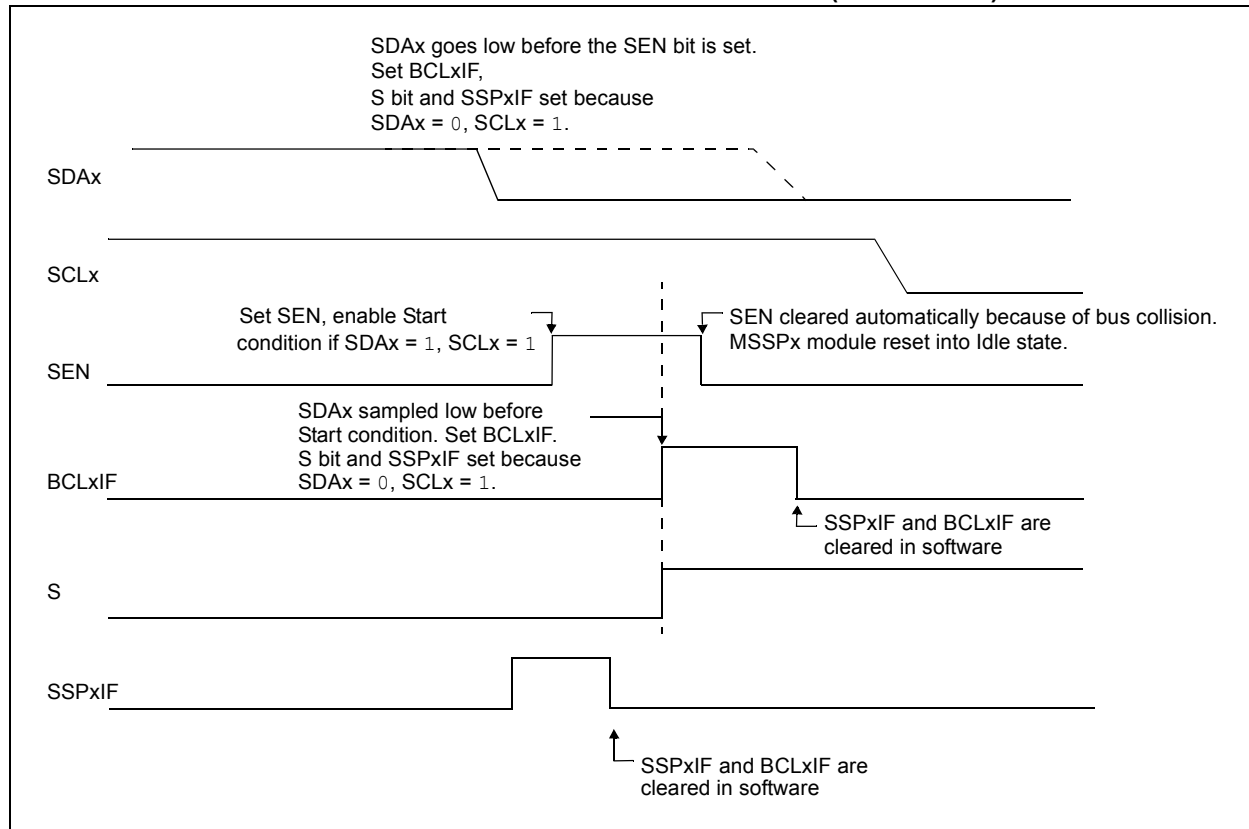 SDAx goes low before the SEN bit is set.
Set BCLxIF,
S bit and SSPxIF set because
SDAx = 0, SCLx = 1.
SDAx
SCLx
Set SEN, enable Start
condition if SDAx = 1, SCLx = 1
SEN cleared automatically because of bus collision.
MSSPx module reset into Idle state.
SEN
SDAx sampled low before
Start condition. Set BCLxIF.
S bit and SSPxIF set because
SDAx = 0, SCLx = 1.
BCLxIF
SSPxIF and BCLxIF are
cleared in software
S
SSPxIF
SSPxIF and BCLxIF are
cleared in software